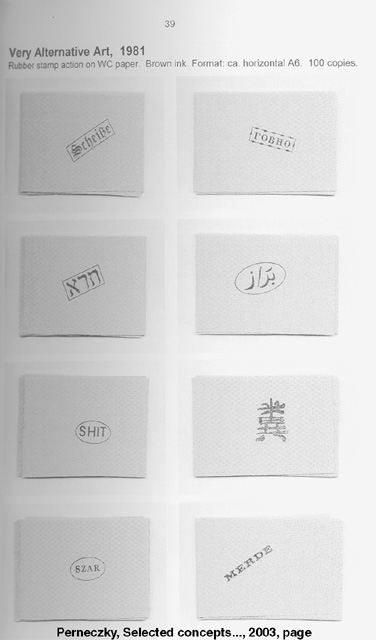 39
Very Alternative Art, 1981
Rubber stamp action on WC paper. Brown ink. Format: ca. horizontal A6. 100 copies.
Scheiße
ГОВНО
חרא
براز
SHIT
糞
SZAR
MERDE
Perneczky, Selected concepts..., 2003, page